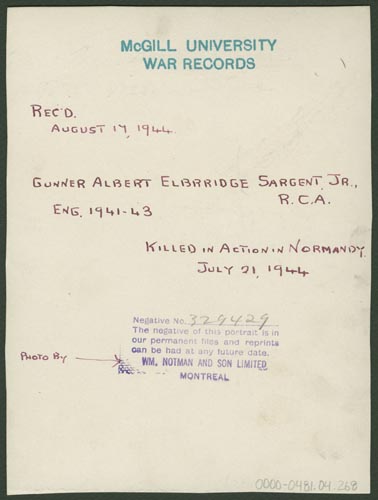 McGILL UNIVERSITY
WAR RECORDS
REC'D.
AUGUST 17, 1944.
GUNNER ALBERT ELBRRIDGE SARGENT, JR.,
R.C.A.
ENG. 1941-43
KILLED IN ACTION IN NORMANDY.
JULY 21, 1944
Negative No. 329429
The negative of this portrait is in
our permanent files and reprints
can be had at any future date.
PHOTO BY → WM. NOTMAN AND SON LIMITED
MONTREAL
0000-0481.04.268